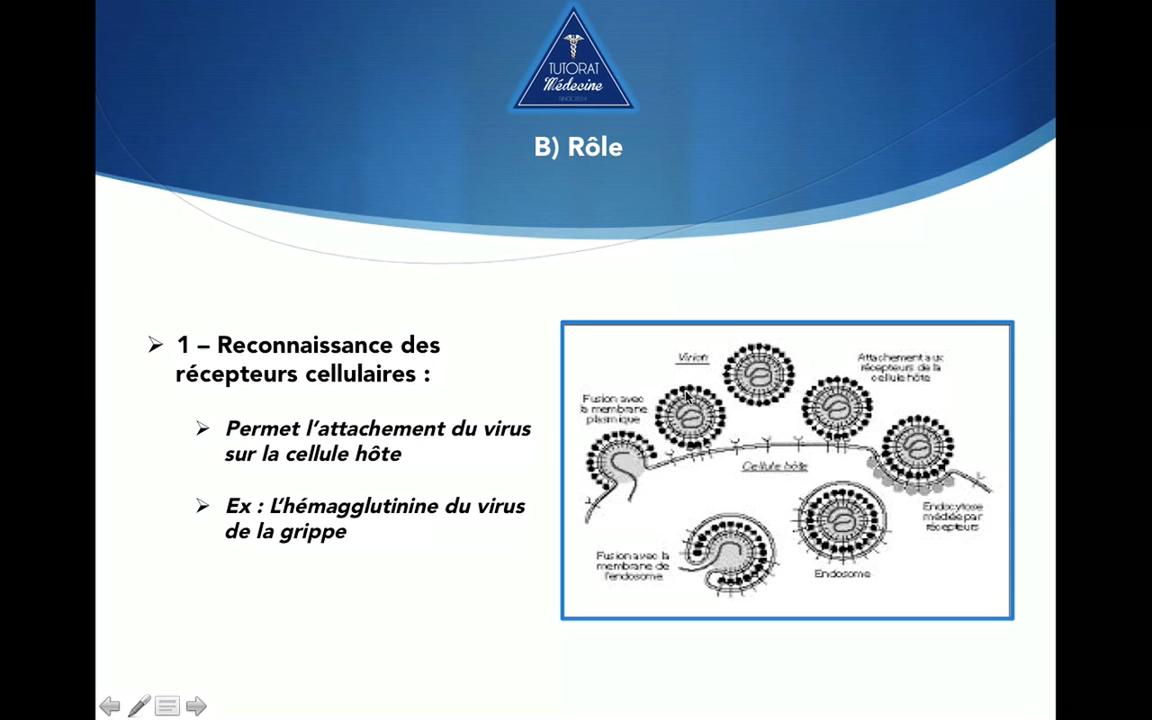 TUTORAT
Médecine
B) Rôle
1 – Reconnaissance des
récepteurs cellulaires :
Permet l'attachement du virus
sur la cellule hôte
Ex : L'hémagglutinine du virus
de la grippe
Virion
Attachement aux
récepteurs de la
cellule hôte
Fusion avec
la membrane
plasmique
Cellule hôte
Endocytose
médiée par
récepteurs
Fusion avec la
membrane de
l'endosome
Endosome